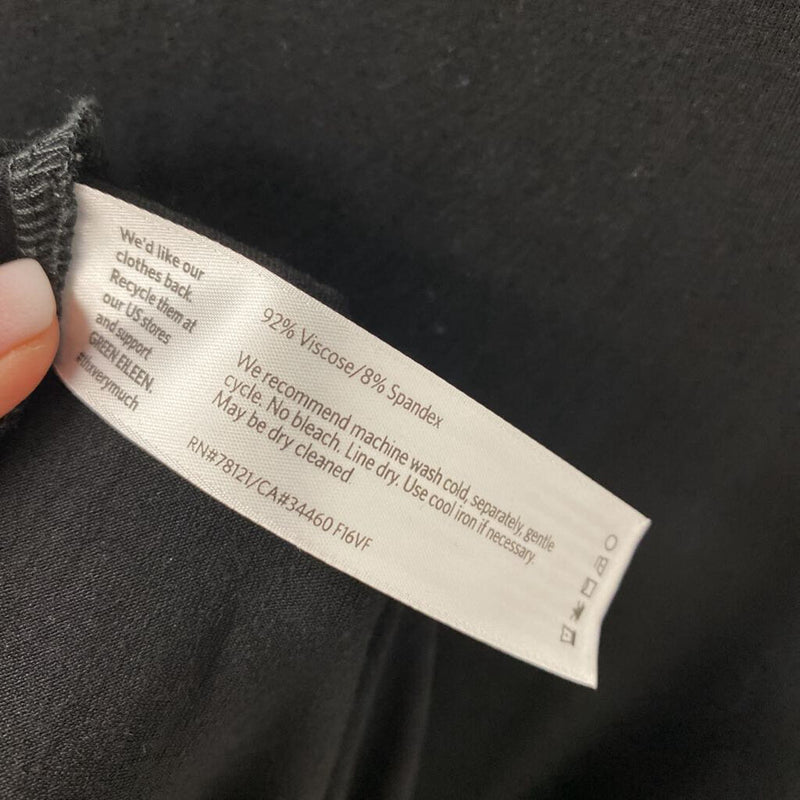 We'd like our
clothes back.
Recycle them at
our US stores
and support
GREEN EILEEN.
#iluverymuch
92% Viscose/8% Spandex
We recommend machine wash cold, separately, gentle
cycle. No bleach. Line dry. Use cool iron if necessary.
May be dry cleaned
RN#78121/CA#34460 F16VF